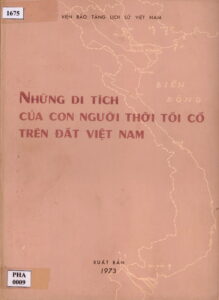 1675
VIỆN BẢO TÀNG LỊCH SỬ VIỆT NAM
BIỂN
ĐÔNG
NHỮNG DI TÍCH
CỦA CON NGƯỜI THỜI TỐI CỔ
TRÊN ĐẤT VIỆT NAM
XUẤT BẢN
1973
PHA
0009